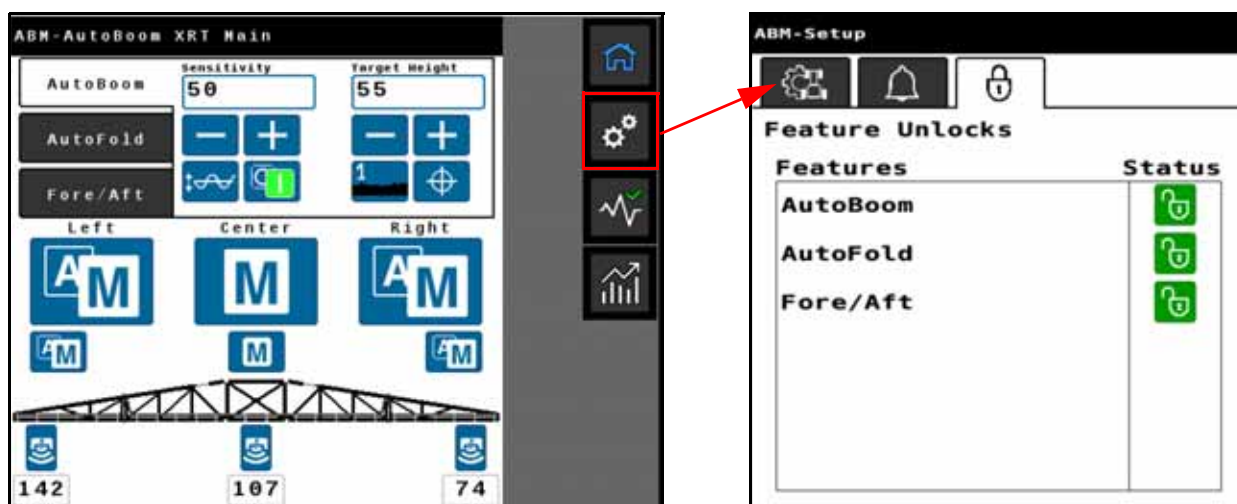 ABM-AutoBoom XRT Main
AutoBoom
Sensitivity
Target Height
50
55
AutoFold
Fore/Aft
1
Left
Center
Right
A M
M
A M
A M
M
A M
142
107
74
ABM-Setup
Feature Unlocks
Features
Status
AutoBoom
AutoFold
Fore/Aft